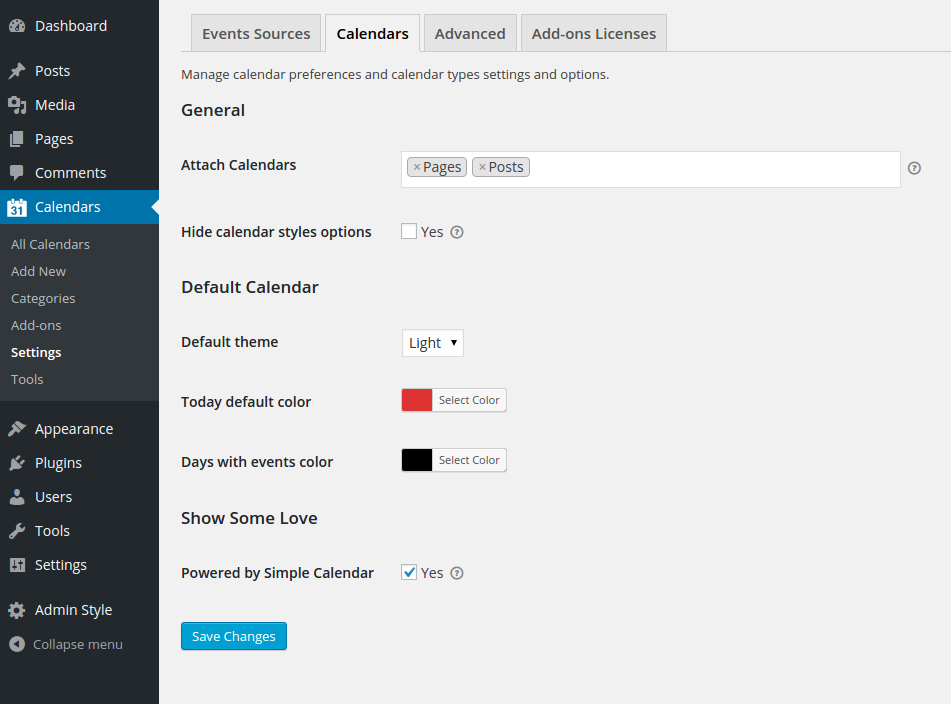 Dashboard
Posts
Media
Pages
Comments
31 Calendars
All Calendars
Add New
Categories
Add-ons
Settings
Tools
Appearance
Plugins
Users
Tools
Settings
Admin Style
Collapse menu
Events Sources Calendars Advanced Add-ons Licenses
Manage calendar preferences and calendar types settings and options.
General
Attach Calendars × Pages × Posts ?
Hide calendar styles options Yes ?
Default Calendar
Default theme Light ▼
Today default color Select Color
Days with events color Select Color
Show Some Love
Powered by Simple Calendar Yes ?
Save Changes